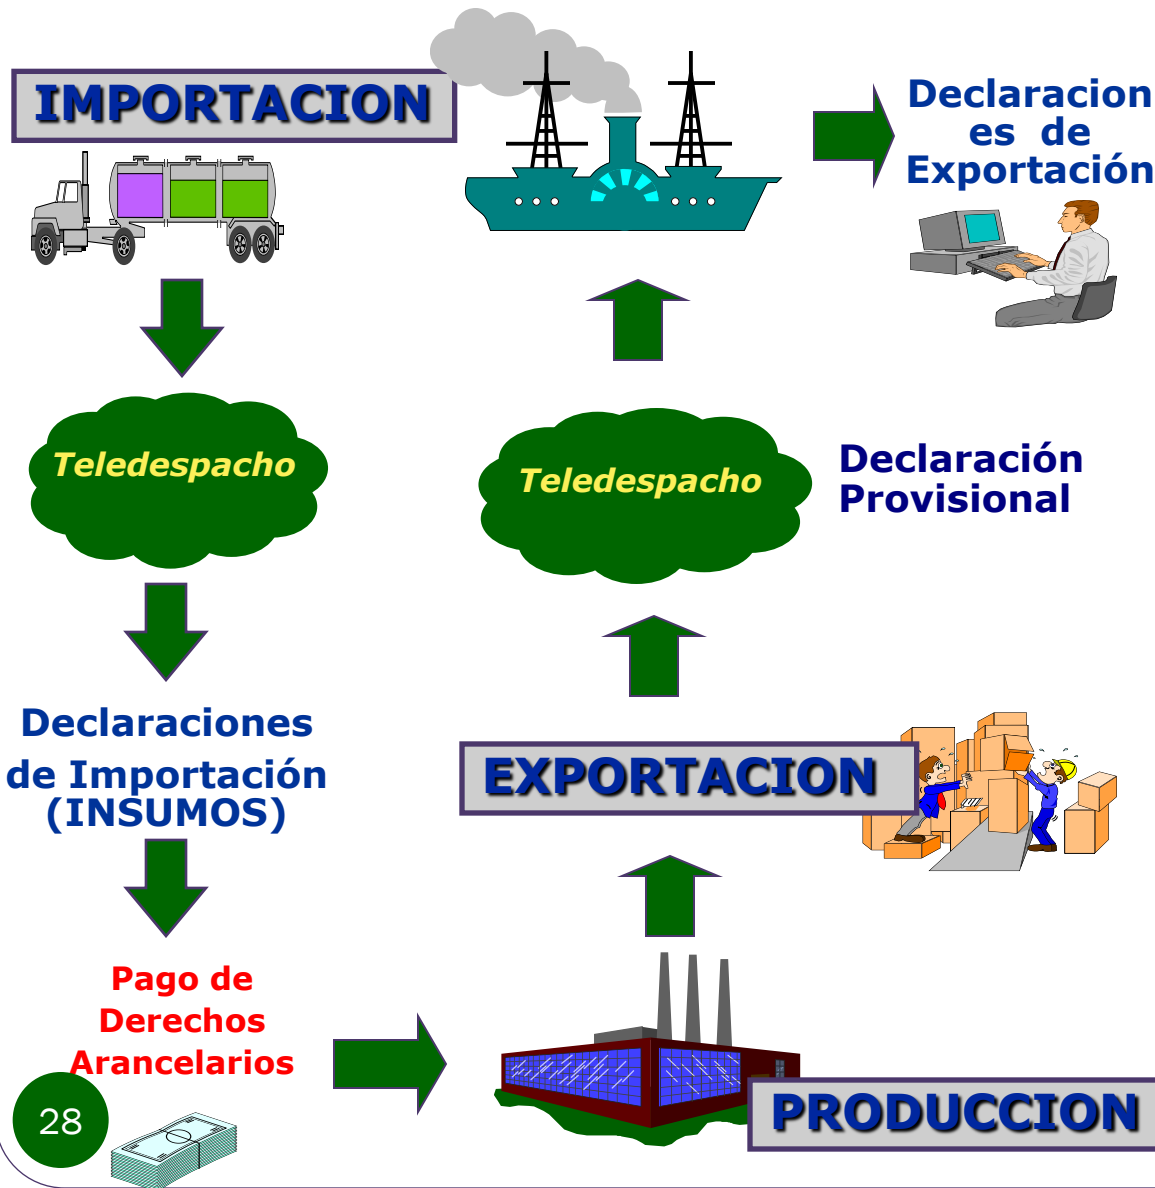 IMPORTACION
Teledespacho
Declaraciones
de Importación
(INSUMOS)
Pago de
Derechos
Arancelarios
28
PRODUCCION
EXPORTACION
Teledespacho
Declaración
Provisional
Declaracion
es de
Exportación